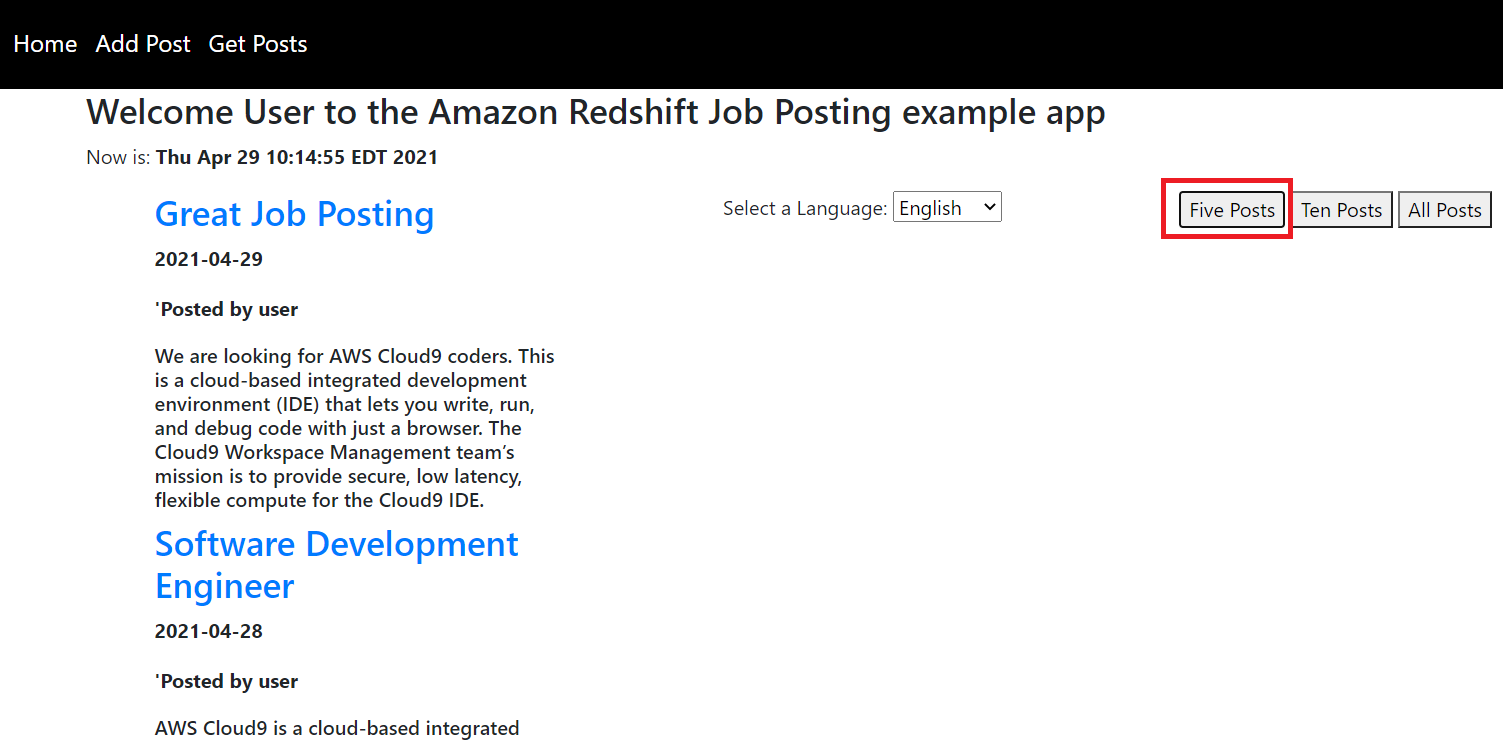 Home Add Post Get Posts
Welcome User to the Amazon Redshift Job Posting example app
Now is: Thu Apr 29 10:14:55 EDT 2021
Great Job Posting
Select a Language: English
Five Posts Ten Posts All Posts
2021-04-29
'Posted by user
We are looking for AWS Cloud9 coders. This
is a cloud-based integrated development
environment (IDE) that lets you write, run,
and debug code with just a browser. The
Cloud9 Workspace Management team’s
mission is to provide secure, low latency,
flexible compute for the Cloud9 IDE.
Software Development
Engineer
2021-04-28
'Posted by user
AWS Cloud9 is a cloud-based integrated